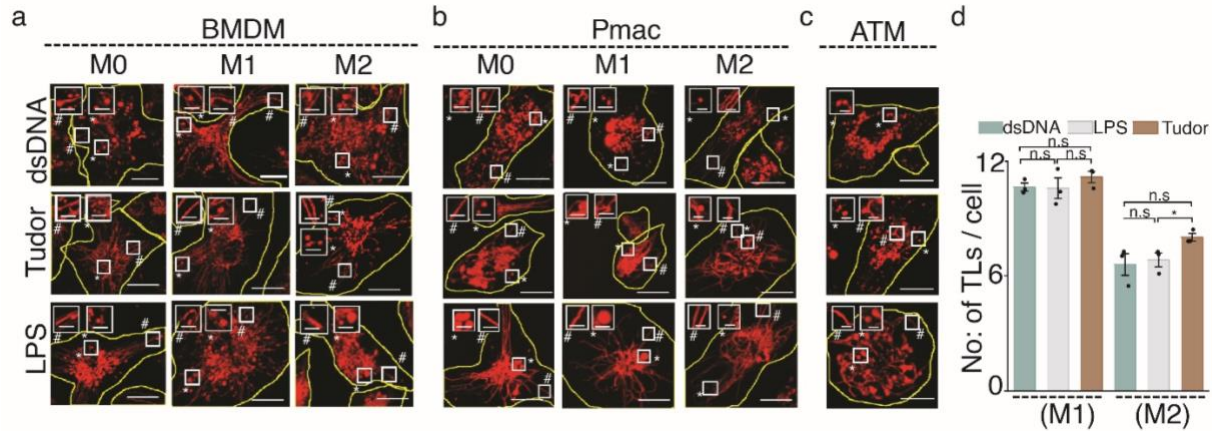 a b c d
BMDM Pmac ATM
M0 M1 M2 M0 M1 M2
dsDNA
Tudor
LPS
dsDNA LPS Tudor
n.s
n.s n.s
n.s
n.s *
12
6
0
No: of TLs / cell
(M1) (M2)